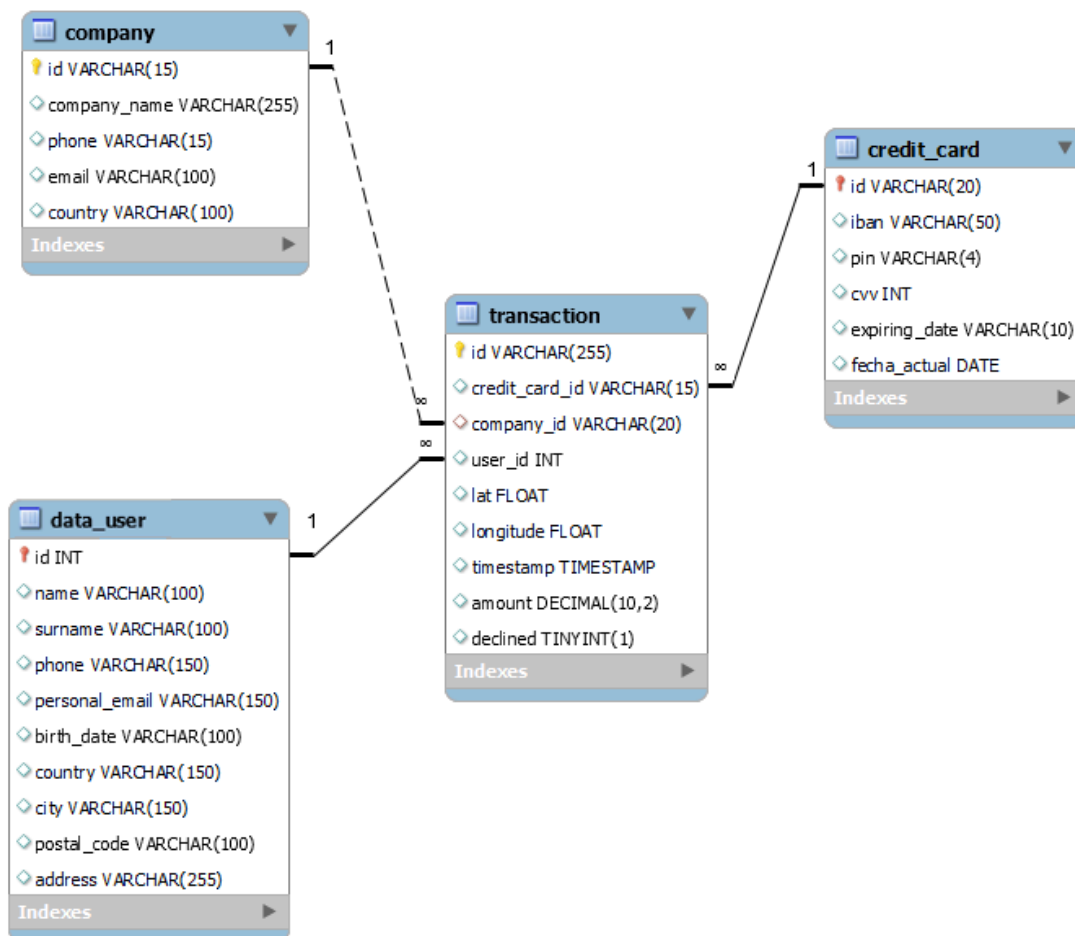 company
id VARCHAR(15)
company_name VARCHAR(255)
phone VARCHAR(15)
email VARCHAR(100)
country VARCHAR(100)
Indexes
1
∞
credit_card
id VARCHAR(20)
iban VARCHAR(50)
pin VARCHAR(4)
cvv INT
expiring_date VARCHAR(10)
fecha_actual DATE
Indexes
1
∞
transaction
id VARCHAR(255)
credit_card_id VARCHAR(15)
company_id VARCHAR(20)
user_id INT
lat FLOAT
longitude FLOAT
timestamp TIMESTAMP
amount DECIMAL(10,2)
declined TINYINT(1)
Indexes
∞
1
data_user
id INT
name VARCHAR(100)
surname VARCHAR(100)
phone VARCHAR(150)
personal_email VARCHAR(150)
birth_date VARCHAR(100)
country VARCHAR(150)
city VARCHAR(150)
postal_code VARCHAR(100)
address VARCHAR(255)
Indexes